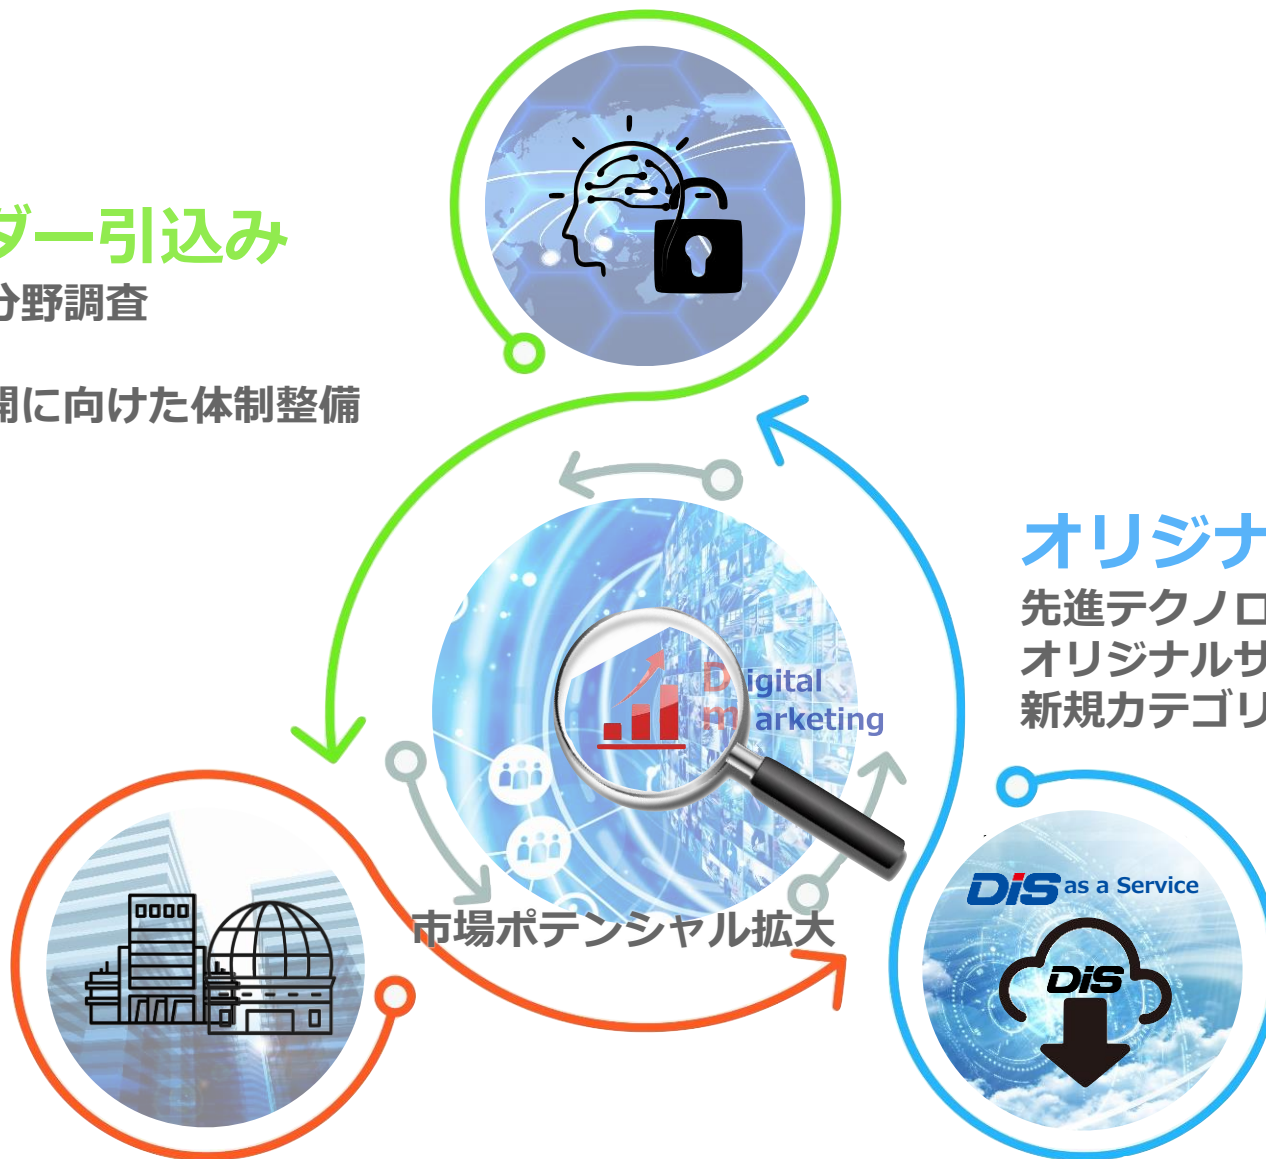 ダー引込み
分野調査
開に向けた体制整備
Digital
marketing
オリジナ
先進テクノロ
オリジナルサ
新規カテゴリ
DiS as a Service
DiS
市場ポテンシャル拡大